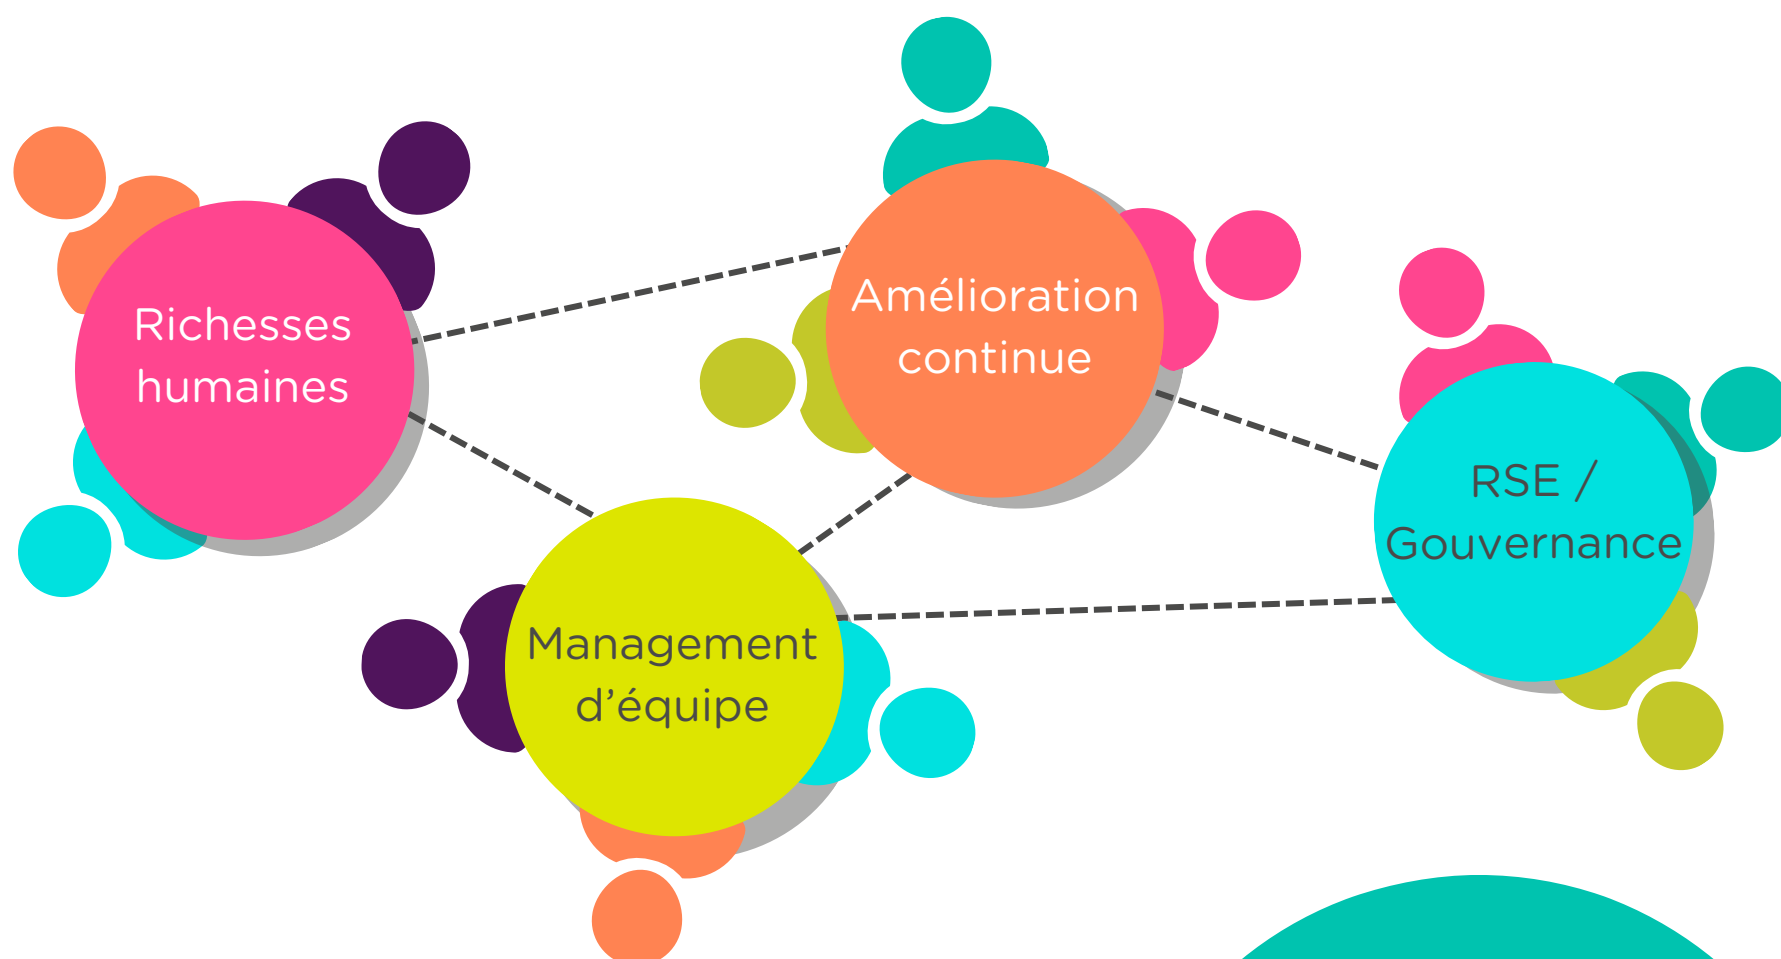 Richesses
humaines
Amélioration
continue
RSE /
Gouvernance
Management
d’équipe